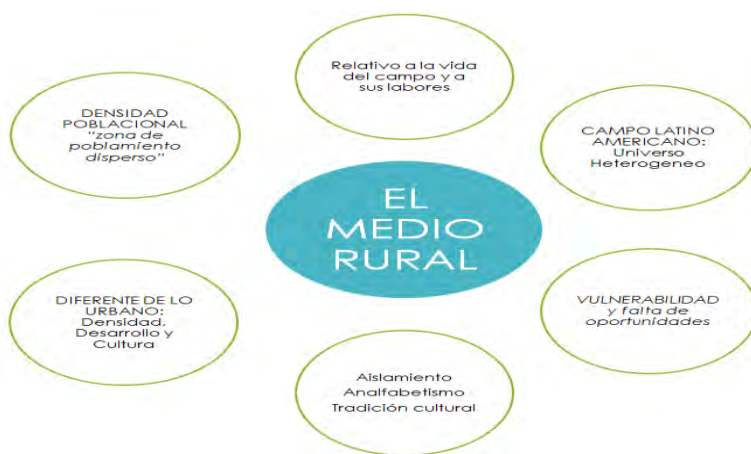 Relativo a la vida
del campo y a
sus labores
DENSIDAD
POBLACIONAL
"zona de
poblamiento
disperso"
CAMPO LATINO
AMERICANO:
Universo
Heterogeneo
EL
MEDIO
RURAL
DIFERENTE DE LO
URBANO:
Densidad,
Desarrollo y
Cultura
VULNERABILIDAD
y falta de
oportunidades
Aislamiento
Analfabetismo
Tradición cultural